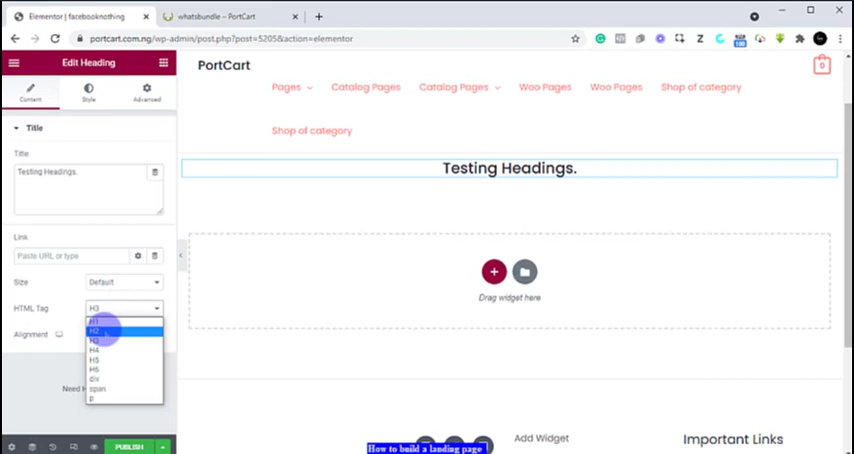 Elementor | facebooknothing
whatsbundle – PortCart
portcart.com.ng/wp-admin/post.php?post=5205&action=elementor
Edit Heading
Content
Style
Advanced
Title
Title
Testing Headings.
Link
Paste URL or type
Size
Default
HTML Tag
H3
H1
H2
H3
H4
H5
H6
div
span
p
Alignment
Need H
PUBLISH
PortCart
0
Pages
Catalog Pages
Catalog Pages
Woo Pages
Woo Pages
Shop of category
Shop of category
Testing Headings.
Drag widget here
How to build a landing page
Add Widget
Important Links